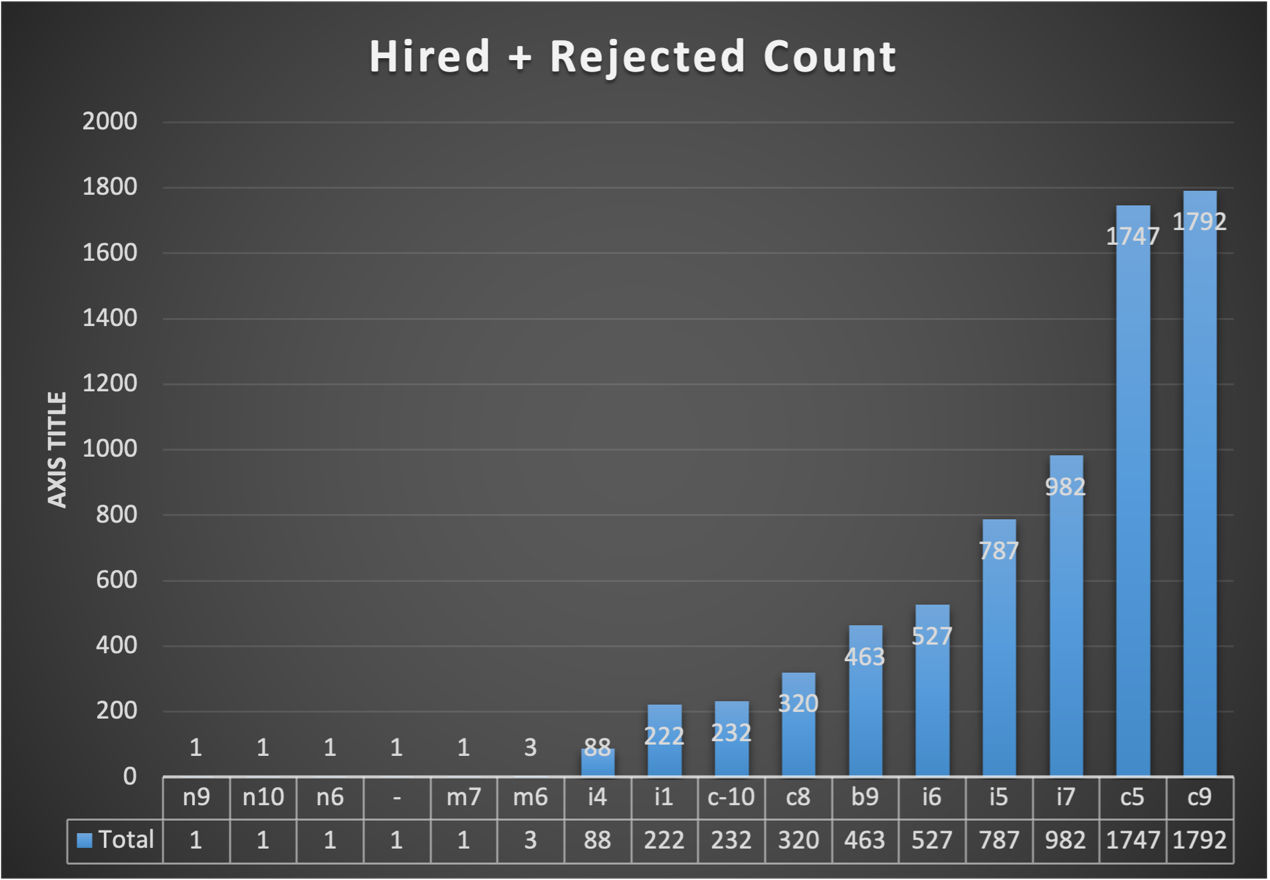 Hired + Rejected Count
2000
1800
1600
1400
1200
1000
800
600
400
200
0
AXIS TITLE
1 1 1 1 1 3 88 222 232 320 463 527 787 982 1747 1792
n9 n10 n6 - m7 m6 i4 i1 c-10 c8 b9 i6 i5 i7 c5 c9
Total 1 1 1 1 1 3 88 222 232 320 463 527 787 982 1747 1792